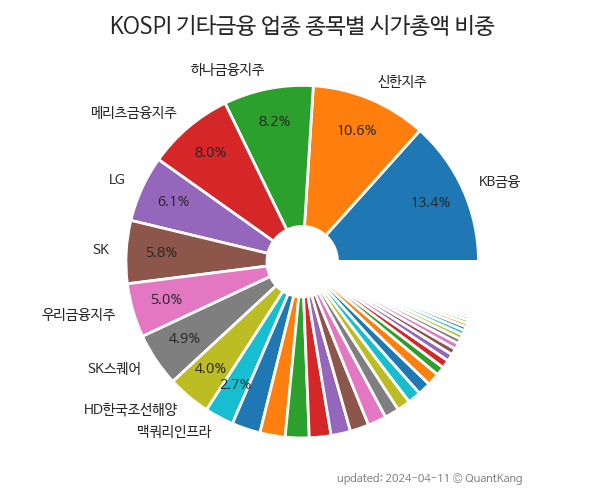 KOSPI 기타금융 업종 종목별 시가총액 비중
하나금융지주
신한지주
메리츠금융지주
8.2%
10.6%
8.0%
LG
KB금융
6.1%
13.4%
SK
5.8%
5.0%
우리금융지주
4.9%
SK스퀘어
4.0%
2.7%
HD한국조선해양
맥쿼리인프라
updated: 2024-04-11 © QuantKang